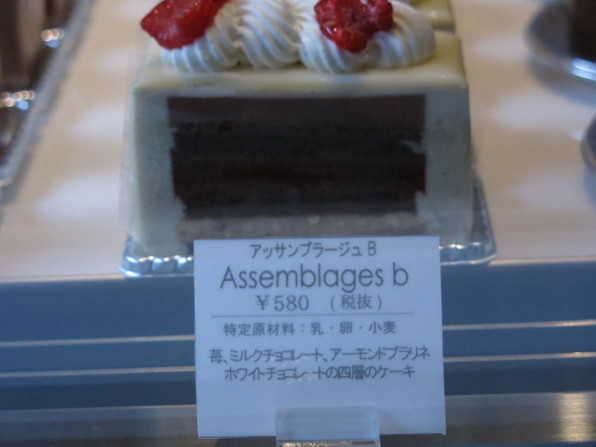 アッサンブラージュ B
Assemblages b
￥580 (税抜)
特定原材料：乳・卵・小麦
苺、ミルクチョコレート、アーモンドプラリネ
ホワイトチョコレートの四層のケーキ